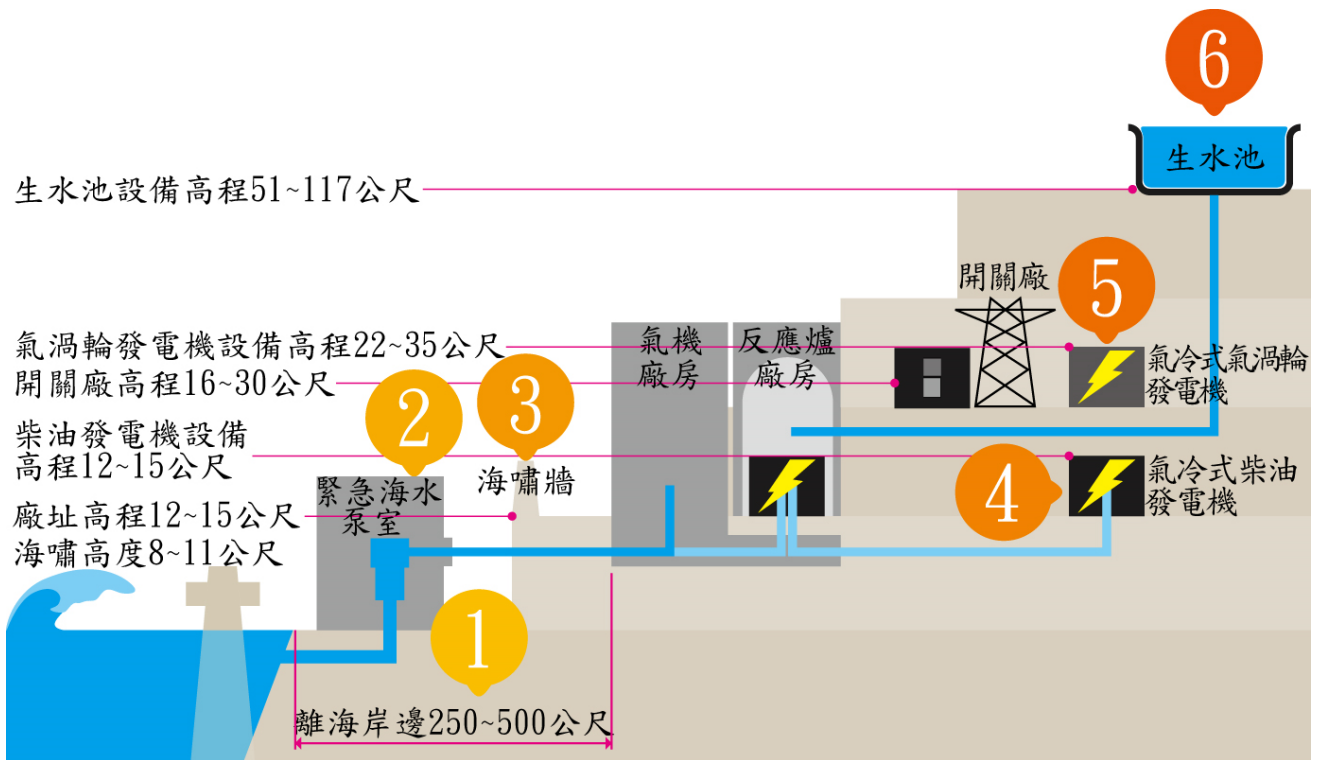 6
生水池
生水池設備高程51~117公尺
開關廠
5
氣渦輪發電機設備高程22~35公尺
氣機
廠房
反應爐
廠房
氣冷式氣渦輪
發電機
開關廠高程16~30公尺
2
3
柴油發電機設備
高程12~15公尺
海嘯牆
緊急海水
泵室
4
氣冷式柴油
發電機
廠址高程12~15公尺
海嘯高度8~11公尺
1
離海岸邊250~500公尺